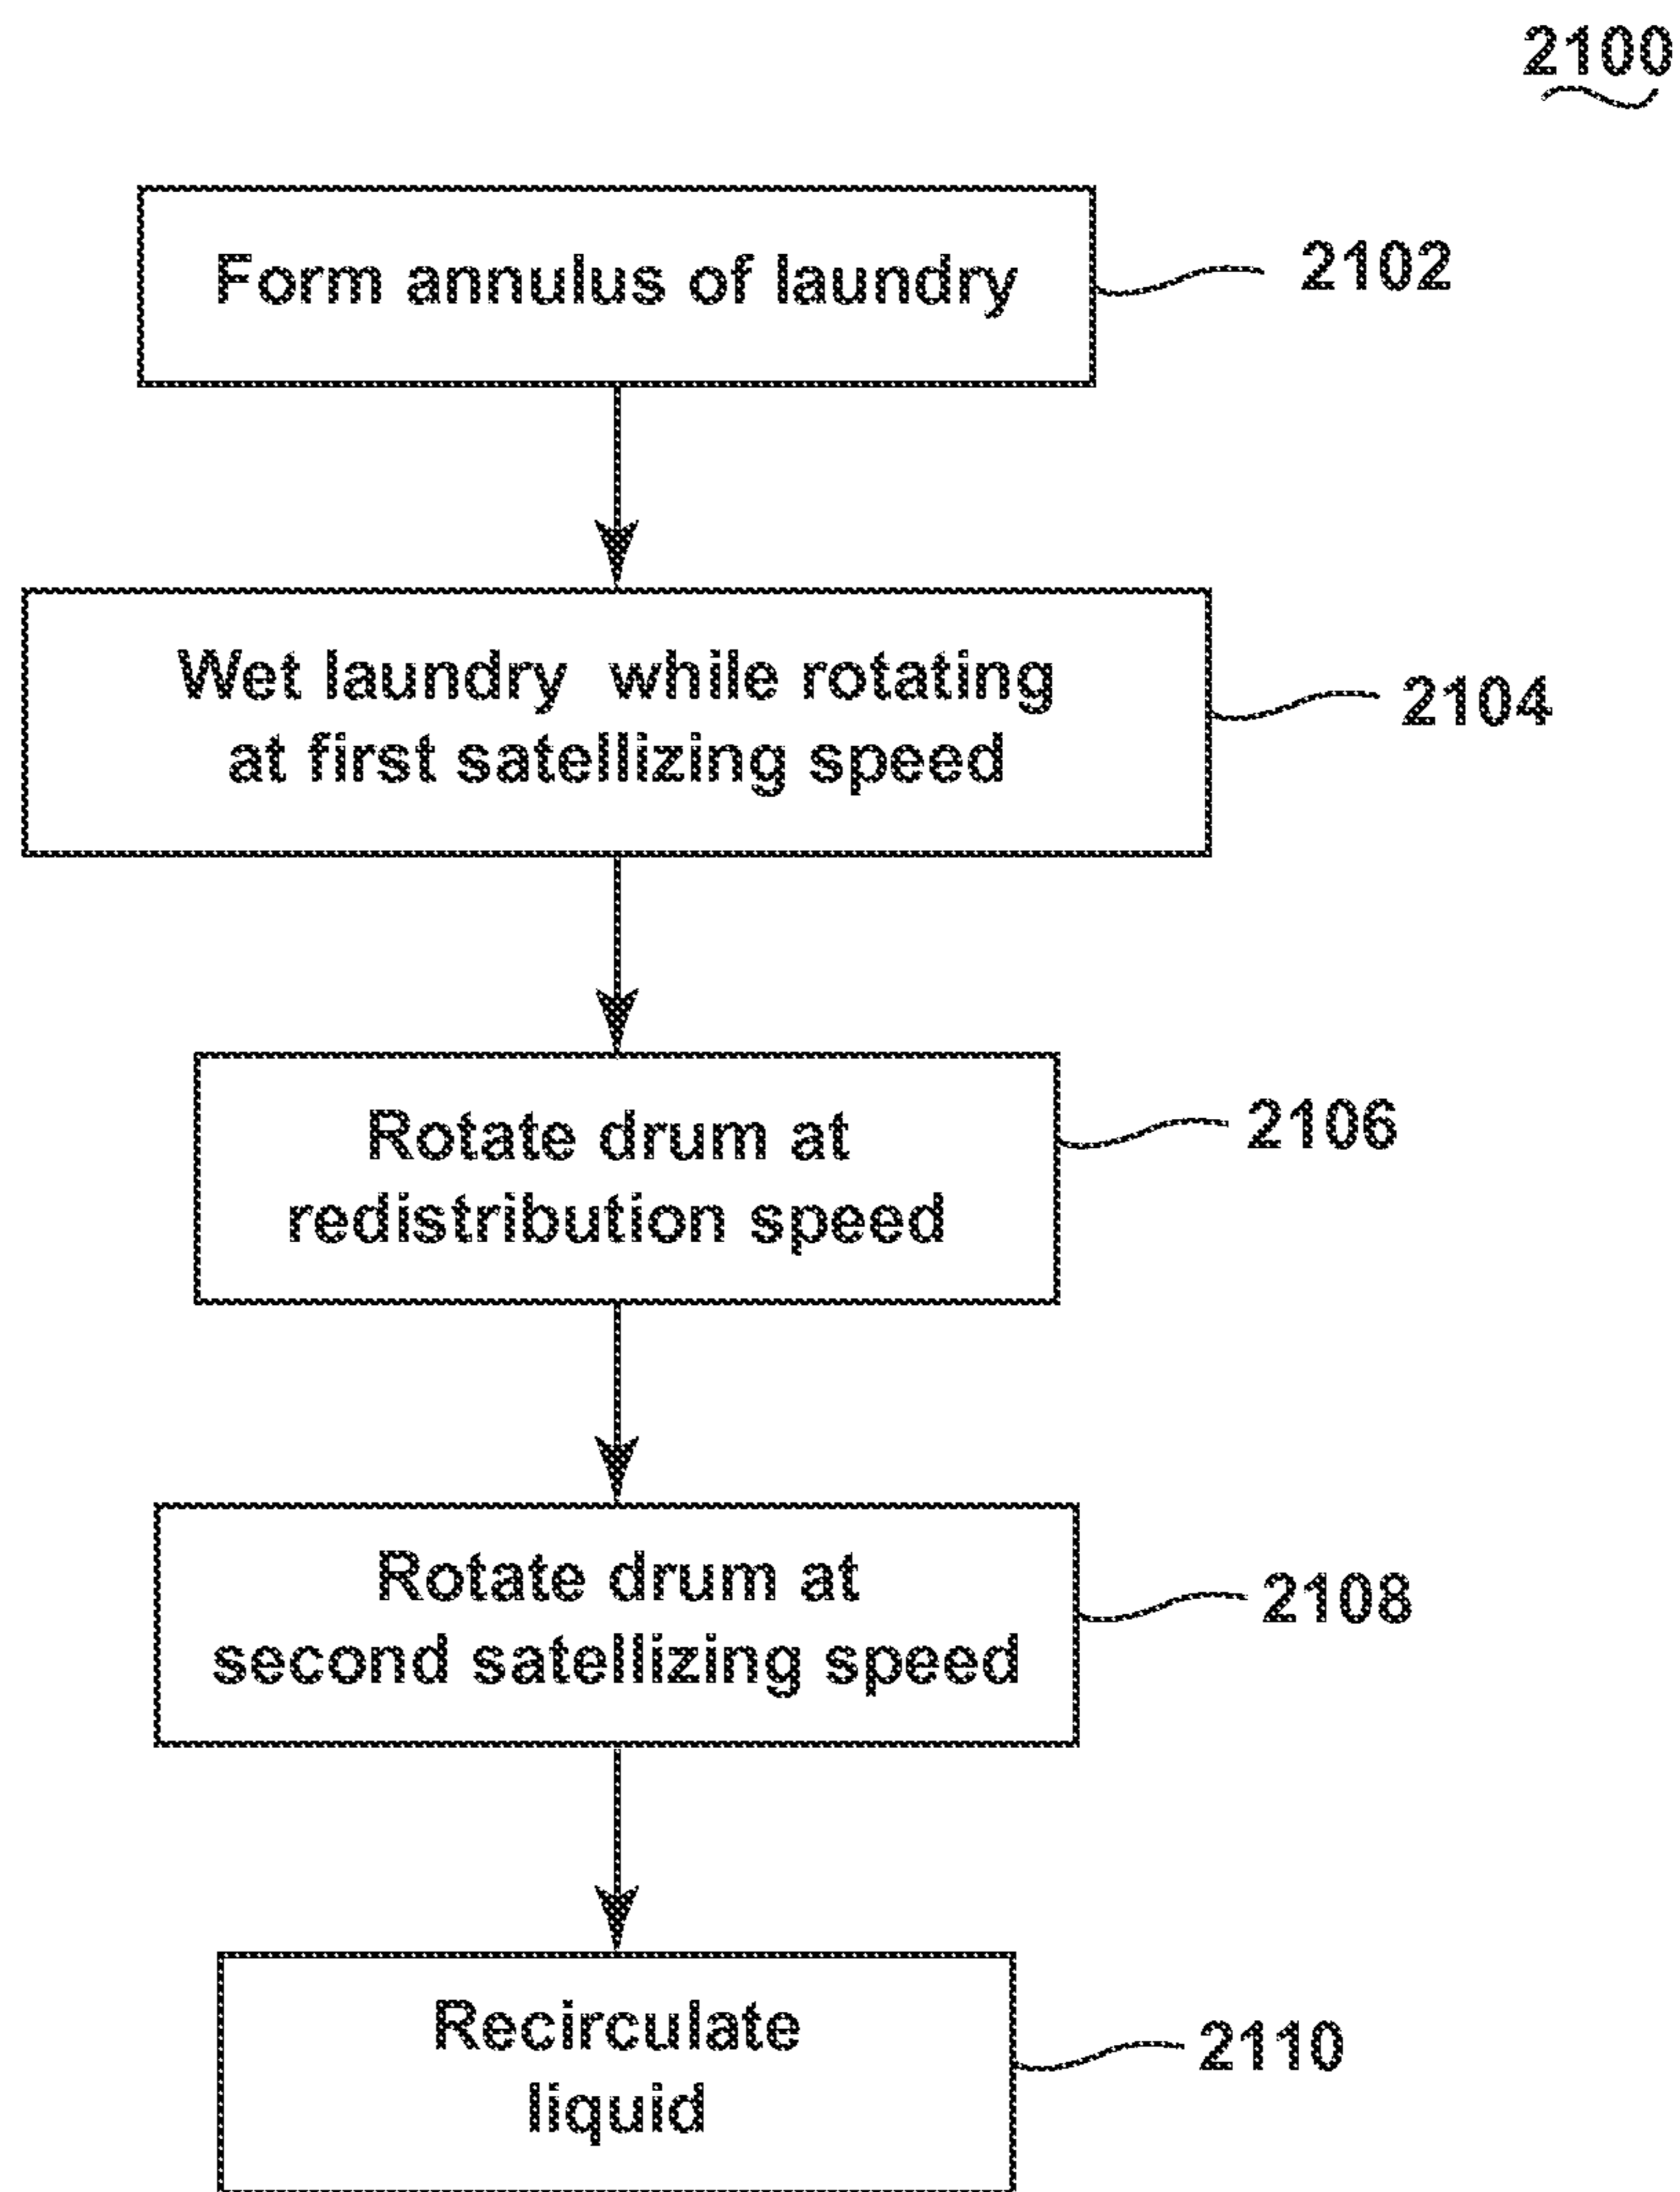 2100
Form annulus of laundry
2102
Wet laundry while rotating
at first satellizing speed
2104
Rotate drum at
redistribution speed
2106
Rotate drum at
second satellizing speed
2108
Recirculate
liquid
2110